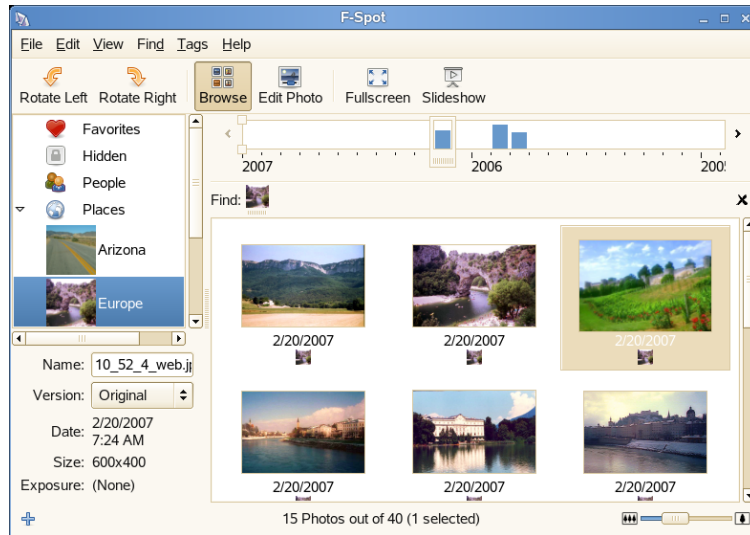 F-Spot
File Edit View Find Tags Help
Rotate Left Rotate Right Browse Edit Photo Fullscreen Slideshow
Favorites
Hidden
People
Places
Arizona
Europe
2007 2006 200
Find:
2/20/2007 2/20/2007 2/20/2007
2/20/2007 2/20/2007 2/20/2007
Name: 10_52_4_web.j
Version: Original
Date: 2/20/2007
7:24 AM
Size: 600x400
Exposure: (None)
15 Photos out of 40 (1 selected)